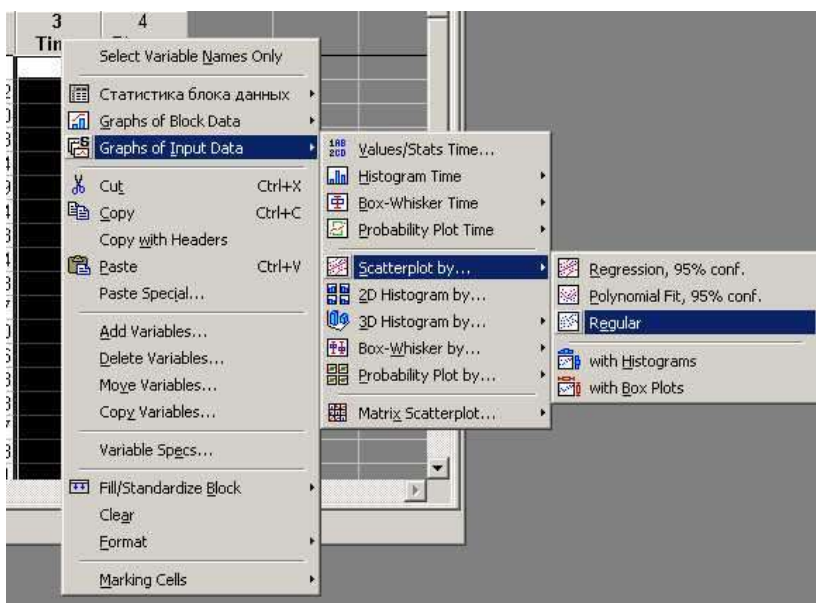 3 4
Select Variable Names Only
Статистика блока данных
Graphs of Block Data
Graphs of Input Data
Cut Ctrl+X
Copy Ctrl+C
Copy with Headers
Paste Ctrl+V
Paste Special...
Add Variables...
Delete Variables...
Move Variables...
Copy Variables...
Variable Specs...
Fill/Standardize Block
Clear
Format
Marking Cells
Values/Stats Time...
Histogram Time
Box-Whisker Time
Probability Plot Time
Scatterplot by...
2D Histogram by...
3D Histogram by...
Box-Whisker by...
Probability Plot by...
Matrix Scatterplot...
Regression, 95% conf.
Polynomial Fit, 95% conf.
Regular
with Histograms
with Box Plots